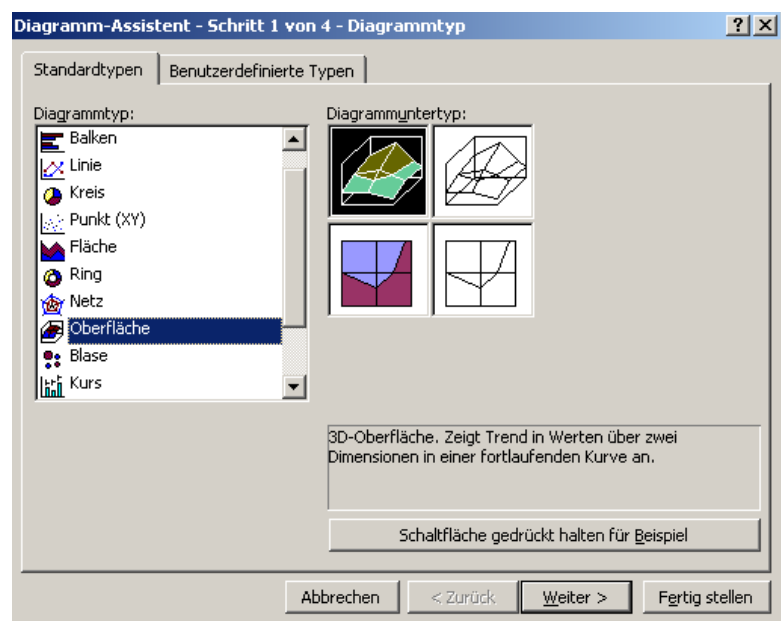 Diagramm-Assistent - Schritt 1 von 4 - Diagrammtyp
Standardtypen
Benutzerdefinierte Typen
Diagrammtyp:
Balken
Linie
Kreis
Punkt (XY)
Fläche
Ring
Netz
Oberfläche
Blase
Kurs
Diagrammuntertyp:
3D-Oberfläche. Zeigt Trend in Werten über zwei
Dimensionen in einer fortlaufenden Kurve an.
Schaltfläche gedrückt halten für Beispiel
Abbrechen
< Zurück
Weiter >
Fertig stellen